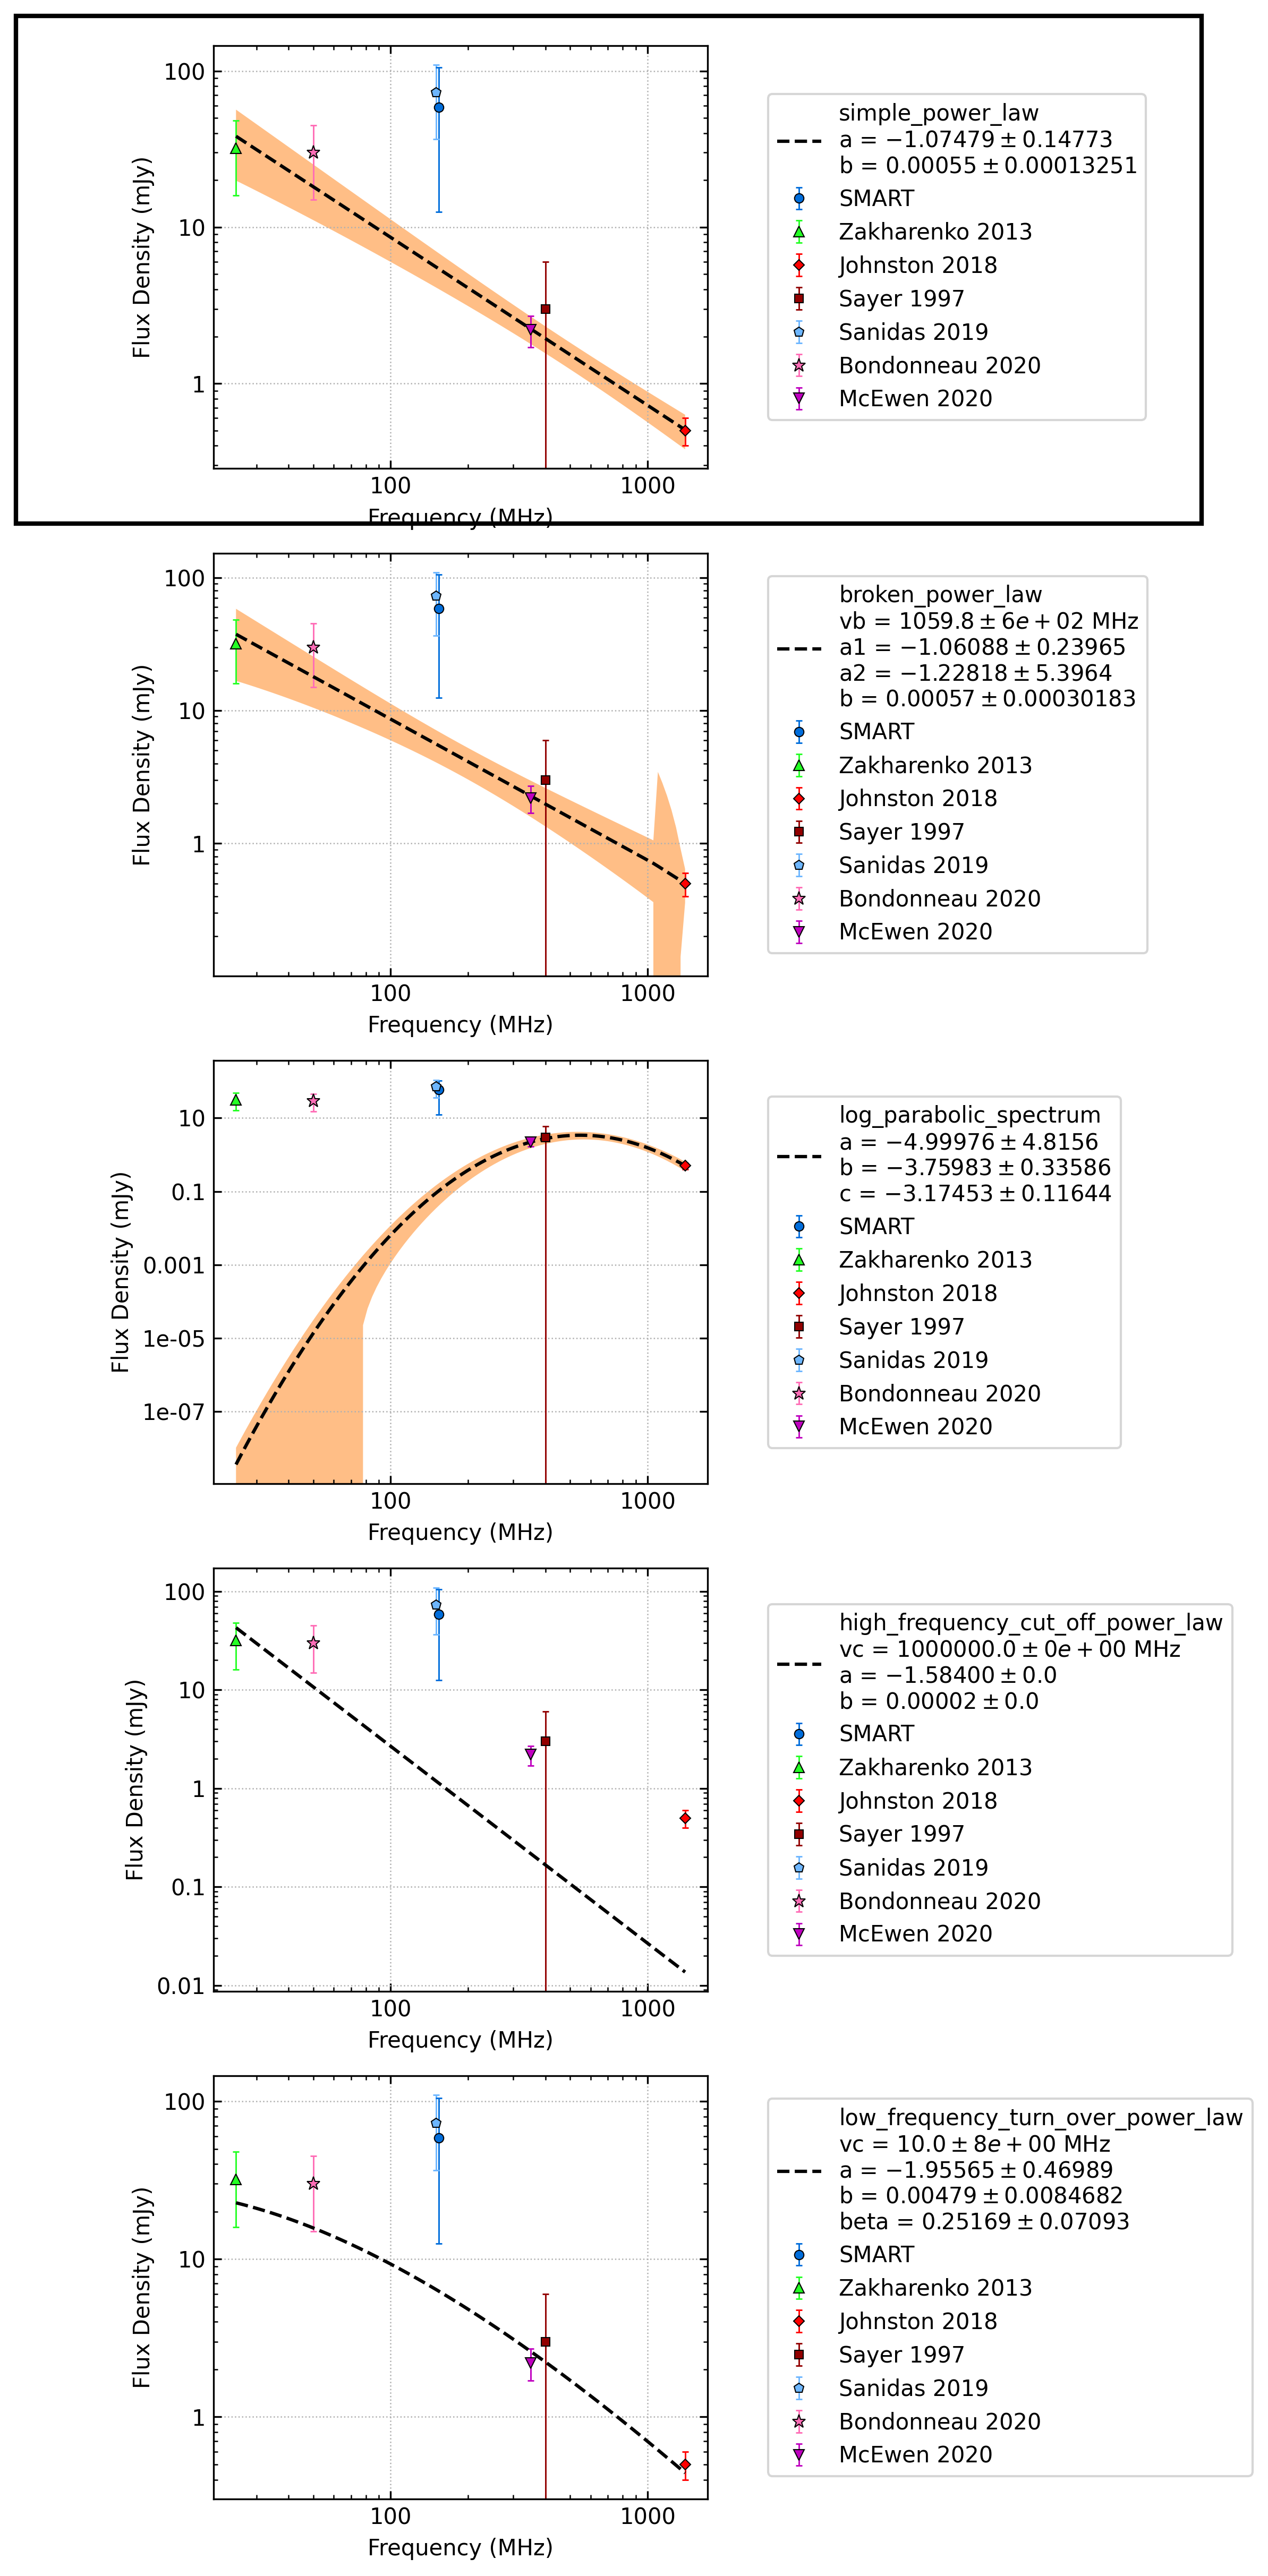 100
10
1
Flux Density (mJy)
100
1000
Frequency (MHz)
simple_power_law
a = −1.07479 ± 0.14773
b = 0.00055 ± 0.00013251
SMART
Zakharenko 2013
Johnston 2018
Sayer 1997
Sanidas 2019
Bondonneau 2020
McEwen 2020
100
10
1
Flux Density (mJy)
100
1000
Frequency (MHz)
broken_power_law
vb = 1059.8 ± 6e + 02 MHz
a1 = −1.06088 ± 0.23965
a2 = −1.22818 ± 5.3964
b = 0.00057 ± 0.00030183
SMART
Zakharenko 2013
Johnston 2018
Sayer 1997
Sanidas 2019
Bondonneau 2020
McEwen 2020
10
0.1
0.001
1e-05
1e-07
Flux Density (mJy)
100
1000
Frequency (MHz)
log_parabolic_spectrum
a = −4.99976 ± 4.8156
b = −3.75983 ± 0.33586
c = −3.17453 ± 0.11644
SMART
Zakharenko 2013
Johnston 2018
Sayer 1997
Sanidas 2019
Bondonneau 2020
McEwen 2020
100
10
1
0.1
0.01
Flux Density (mJy)
100
1000
Frequency (MHz)
high_frequency_cut_off_power_law
vc = 1000000.0 ± 0e + 00 MHz
a = −1.58400 ± 0.0
b = 0.00002 ± 0.0
SMART
Zakharenko 2013
Johnston 2018
Sayer 1997
Sanidas 2019
Bondonneau 2020
McEwen 2020
100
10
1
Flux Density (mJy)
100
1000
Frequency (MHz)
low_frequency_turn_over_power_law
vc = 10.0 ± 8e + 00 MHz
a = −1.95565 ± 0.46989
b = 0.00479 ± 0.0084682
beta = 0.25169 ± 0.07093
SMART
Zakharenko 2013
Johnston 2018
Sayer 1997
Sanidas 2019
Bondonneau 2020
McEwen 2020